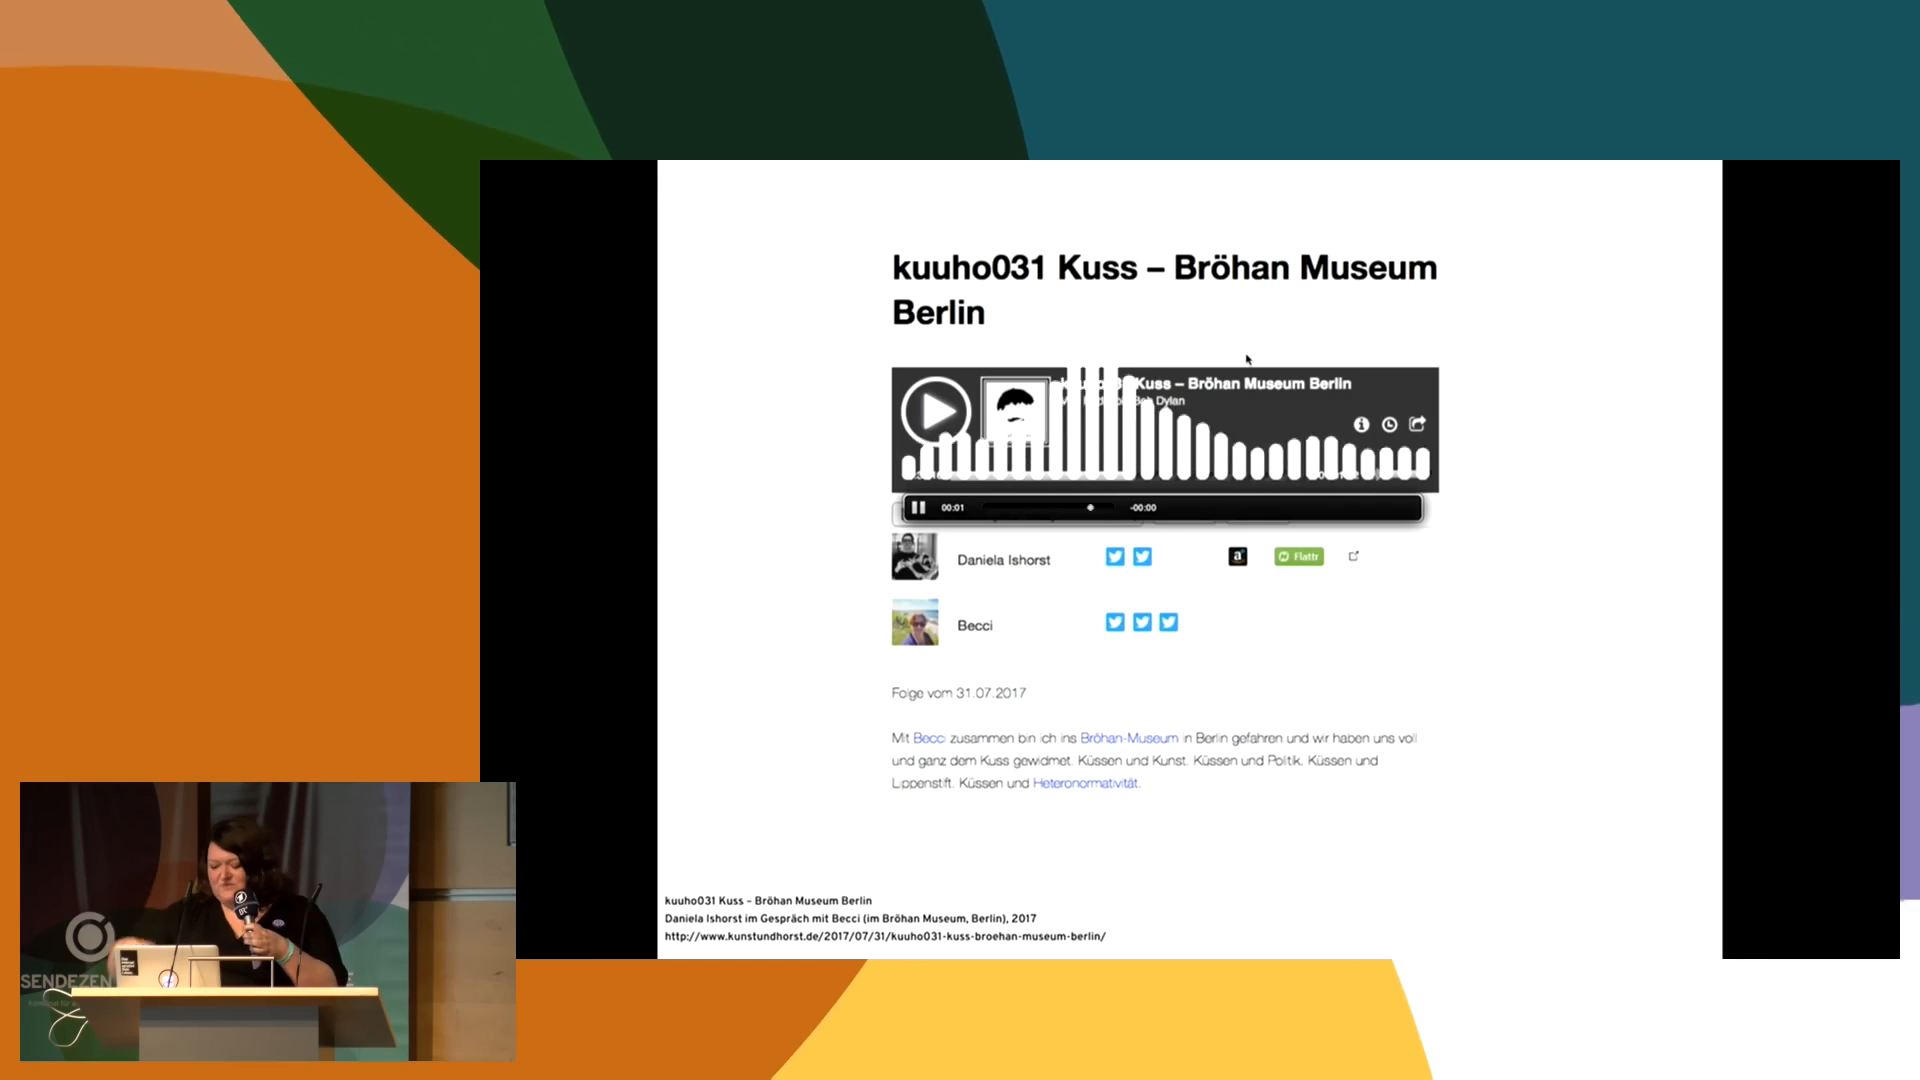 kuuho031 Kuss – Bröhan Museum
Berlin
Kuss – Bröhan Museum Berlin
Dylan
00:01
-00:00
Daniela Ishorst
a
Flattr
Becci
Folge vom 31.07.2017
Mit Becci zusammen bin ich ins Bröhan-Museum in Berlin gefahren und wir haben uns voll
und ganz dem Kuss gewidmet. Küssen und Kunst. Küssen und Politik. Küssen und
Lippenstift. Küssen und Heteronormativität.
kuuho031 Kuss – Bröhan Museum Berlin
Daniela Ishorst im Gespräch mit Becci (im Bröhan Museum, Berlin), 2017
http://www.kunstundhorst.de/2017/07/31/kuuho031-kuss-broehan-museum-berlin/
SENDEZEN